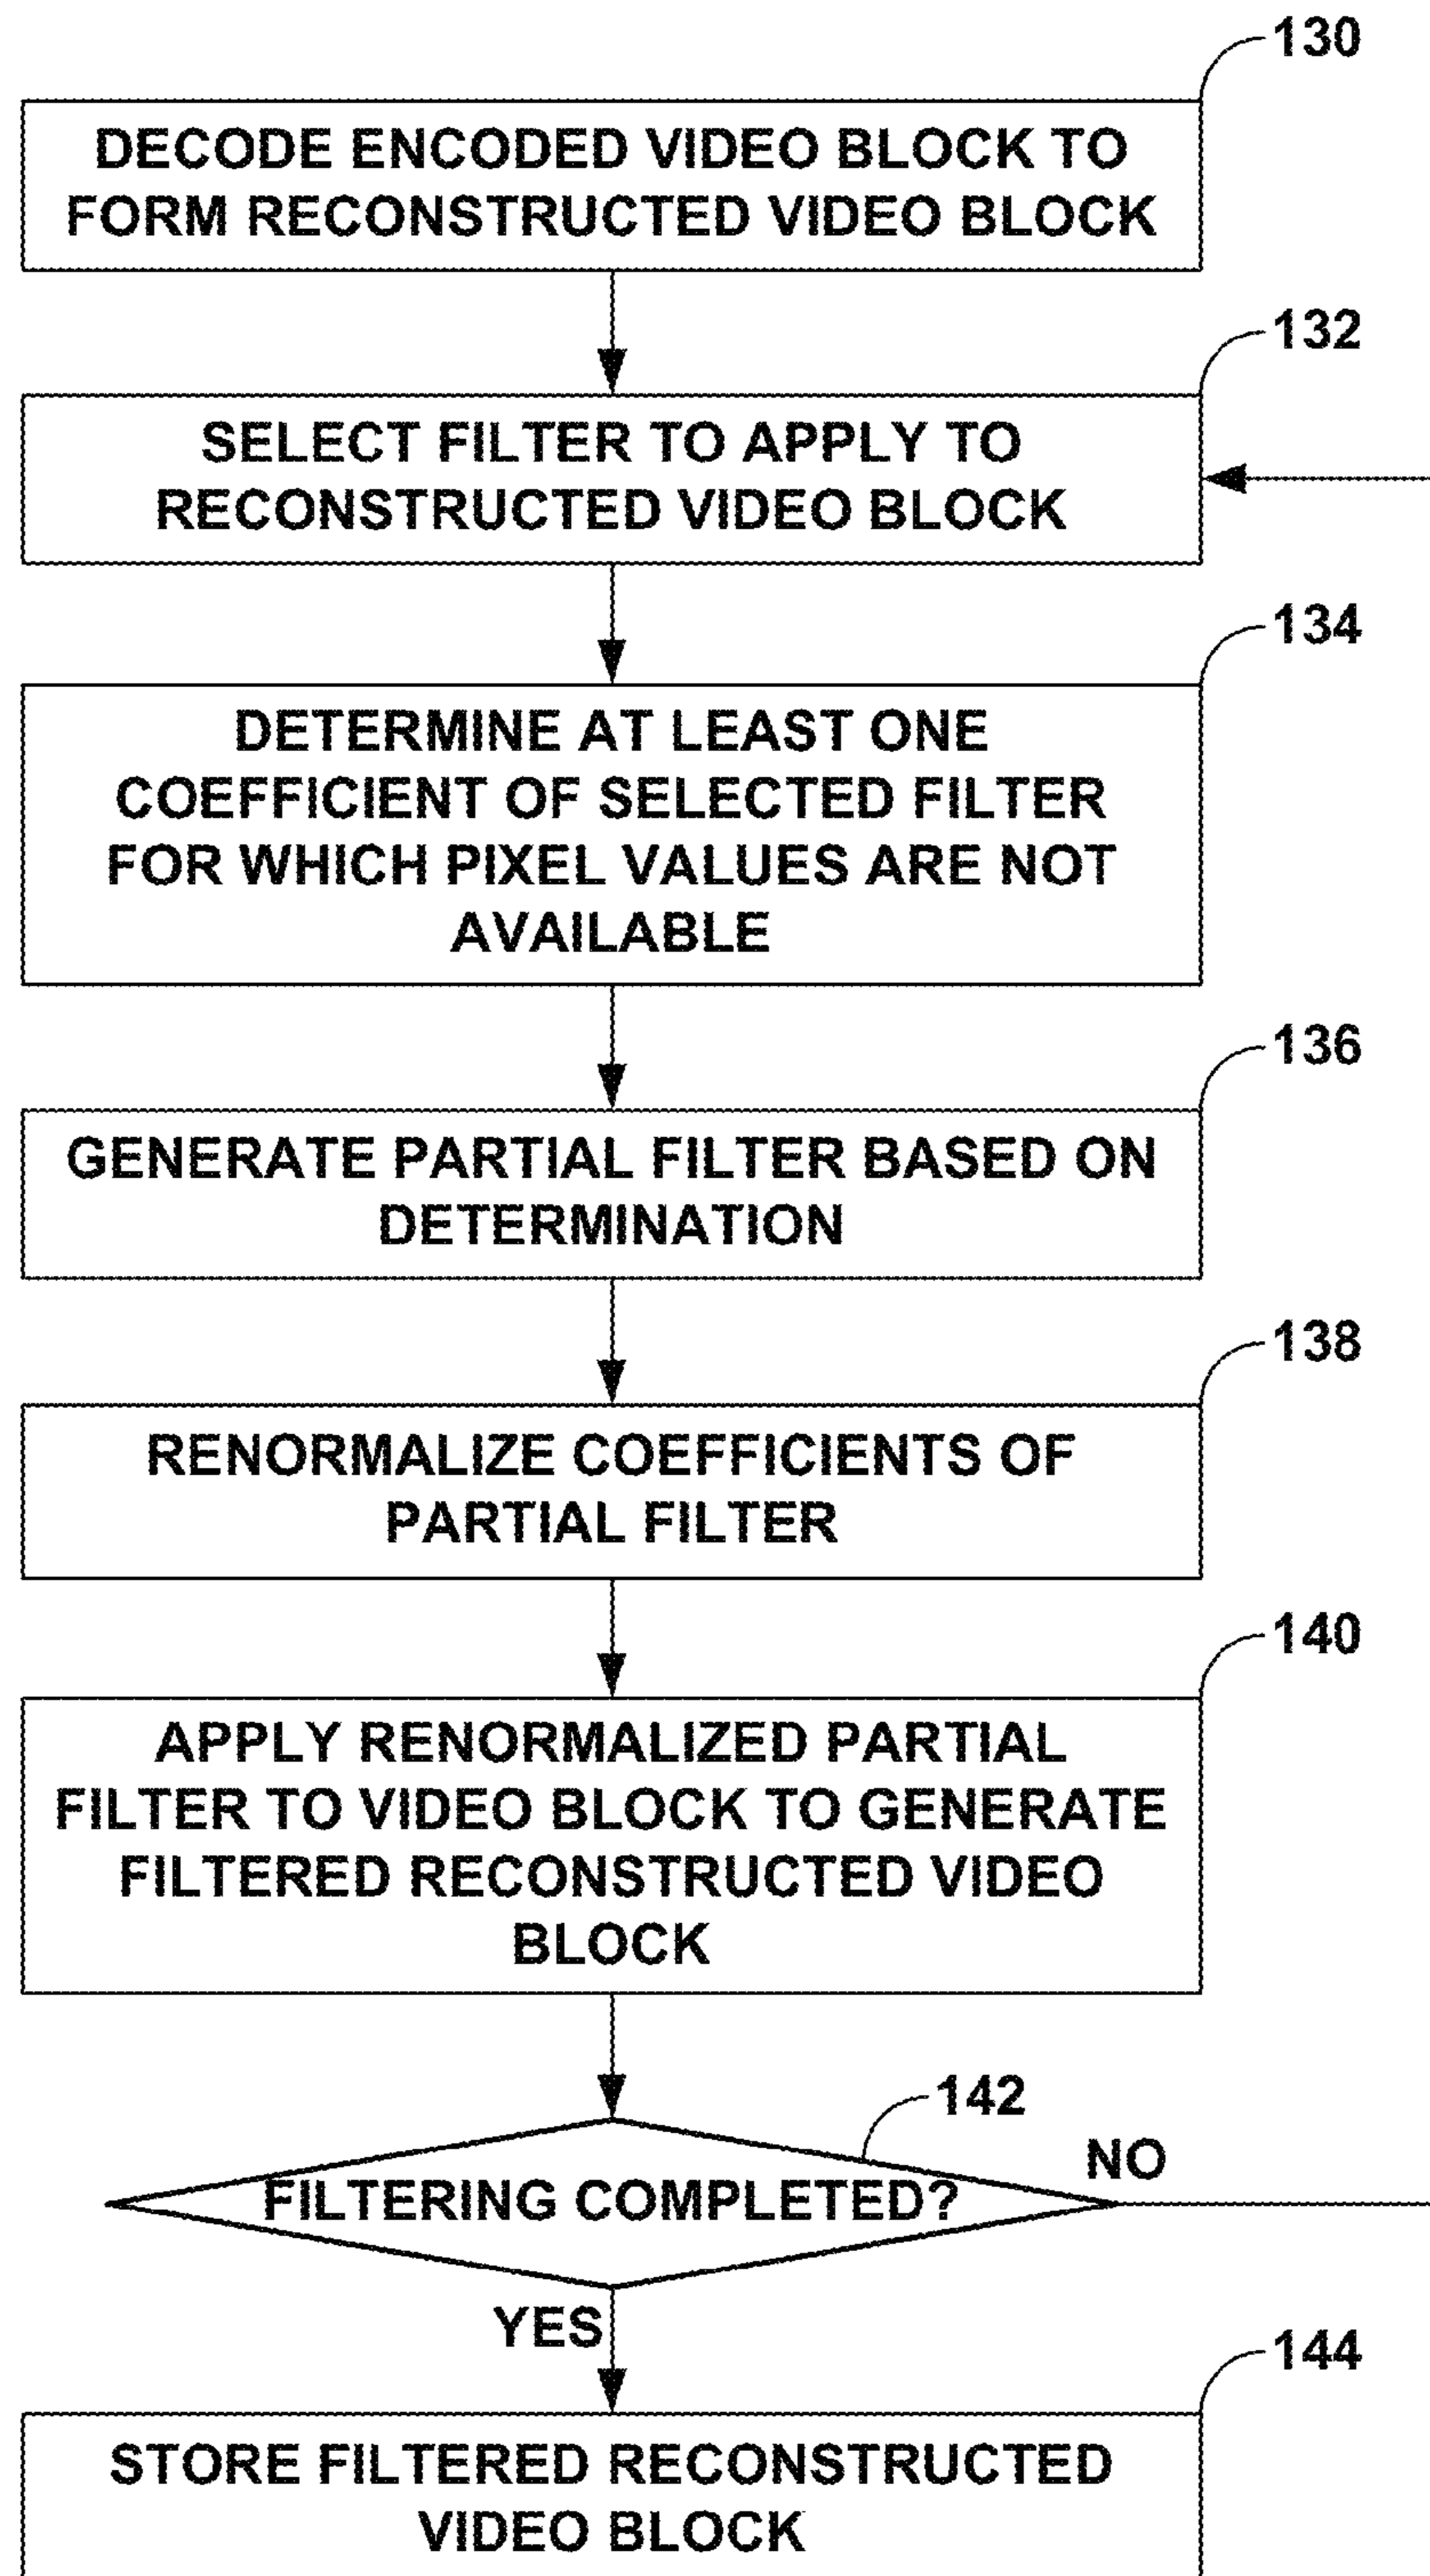 130
DECODE ENCODED VIDEO BLOCK TO
FORM RECONSTRUCTED VIDEO BLOCK
132
SELECT FILTER TO APPLY TO
RECONSTRUCTED VIDEO BLOCK
134
DETERMINE AT LEAST ONE
COEFFICIENT OF SELECTED FILTER
FOR WHICH PIXEL VALUES ARE NOT
AVAILABLE
136
GENERATE PARTIAL FILTER BASED ON
DETERMINATION
138
RENORMALIZE COEFFICIENTS OF
PARTIAL FILTER
140
APPLY RENORMALIZED PARTIAL
FILTER TO VIDEO BLOCK TO GENERATE
FILTERED RECONSTRUCTED VIDEO
BLOCK
142
NO
FILTERING COMPLETED?
YES
144
STORE FILTERED RECONSTRUCTED
VIDEO BLOCK